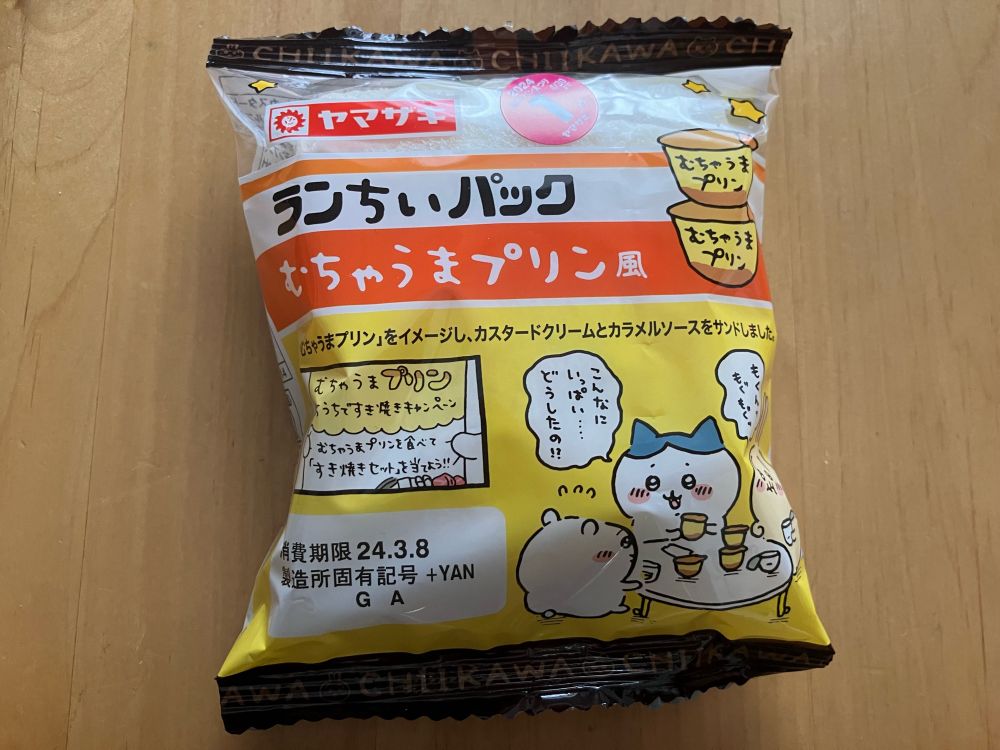 CHIIKAWA CHIIKAWA CHII
ヤマザキ
2024
1
ランちいパック
むちゃうまプリン風
むちゃうま
プリン
むちゃうま
プリン
むちゃうまプリン」をイメージし、カスタードクリームとカラメルソースをサンドしました。
むちゃうまプリン
うちですき焼きキャンペーン
むちゃうまプリンを食べて
「すき焼きセット」を当てよう!!
こんなに
いっぱい……
どうしたの!?
もぐもぐ
消費期限 24.3.8
製造所固有記号 +YAN
G A
AWA CHIIKAWA CHIIKAWA